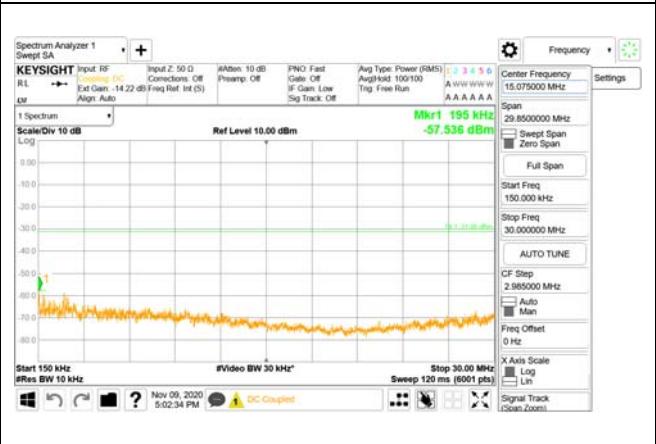 Spectrum Analyzer 1
Swept SA
Frequency
KEYSIGHT
RL
Input: RF
Coupling: DC
Ext Gain: -14.22 dB
Align: Auto
Input Z: 50 Ω
Corrections: Off
Freq Ref: Int (S)
#Atten: 10 dB
Preamp: Off
PNO: Fast
Gate: Off
IF Gain: Low
Sig Track: Off
Avg Type: Power (RMS)
Avg|Hold: 100/100
Trig: Free Run
1 2 3 4 5 6
A W W W W W
A A A A A A
1 Spectrum
Scale/Div 10 dB
Ref Level 10.00 dBm
Mkr1 195 kHz
-57.536 dBm
Log
0.00
-10.0
-20.0
-30.0
-40.0
-50.0
-60.0
-70.0
-80.0
1
Start 150 kHz
#Video BW 30 kHz*
Stop 30.00 MHz
#Res BW 10 kHz
Sweep 120 ms (6001 pts)
Nov 09, 2020
5:02:34 PM
DC Coupled
Center Frequency
15.075000 MHz
Settings
Span
29.8500000 MHz
Swept Span
Zero Span
Full Span
Start Freq
150.000 kHz
Stop Freq
30.000000 MHz
AUTO TUNE
CF Step
2.985000 MHz
Auto
Man
Freq Offset
0 Hz
X Axis Scale
Log
Lin
Signal Track
(Span Zoom)